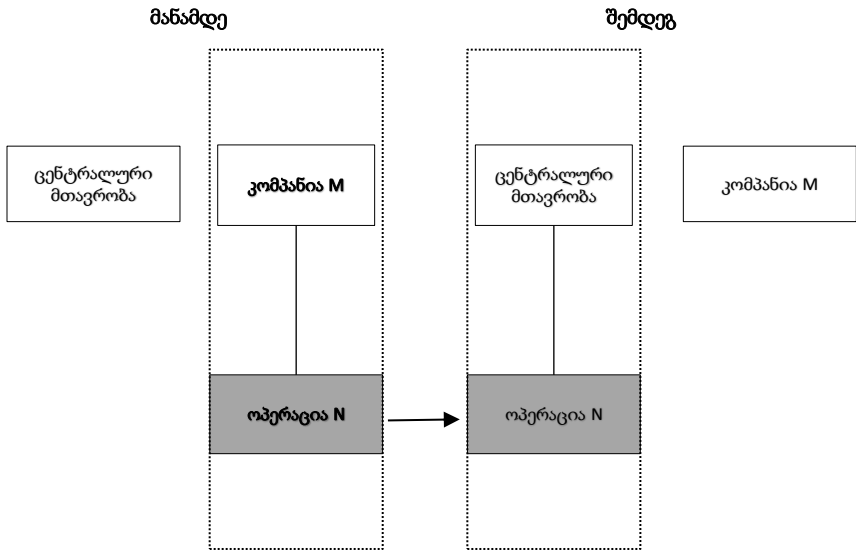 მანამდე
შემდეგ
ცენტრალური
მთავრობა
კომპანია M
ცენტრალური
მთავრობა
კომპანია M
ოპერაცია N
ოპერაცია N